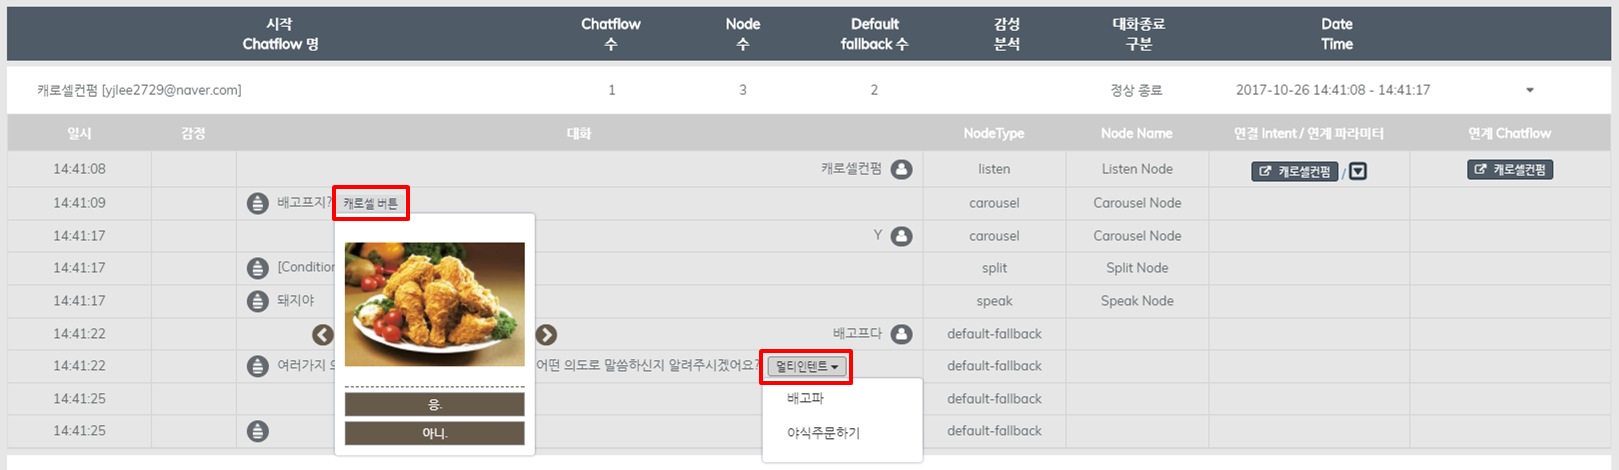 시작 Chatflow Node Default 감성 대화종료 Date
Chatflow 명 수 수 fallback 수 분석 구분 Time
캐로셀컨펌 [yjlee2729@naver.com] 1 3 2 정상 종료 2017-10-26 14:41:08 - 14:41:17
일시 감정 대화 NodeType Node Name 연결 Intent / 연계 파라미터 연계 Chatflow
14:41:08 캐로셀컨펌 listen Listen Node 캐로셀컨펌 / 캐로셀컨펌
14:41:09 배고프지? 캐로셀 버튼 carousel Carousel Node
14:41:17 Y carousel Carousel Node
14:41:17 [Condition split Split Node
14:41:17 돼지야 speak Speak Node
14:41:22 배고프다 default-fallback
14:41:22 여러가지 어떤 의도로 말씀하신지 알려주시겠어요? 멀티인텐트 default-fallback
14:41:25 응. 배고파 default-fallback
14:41:25 아니. 야식주문하기 default-fallback